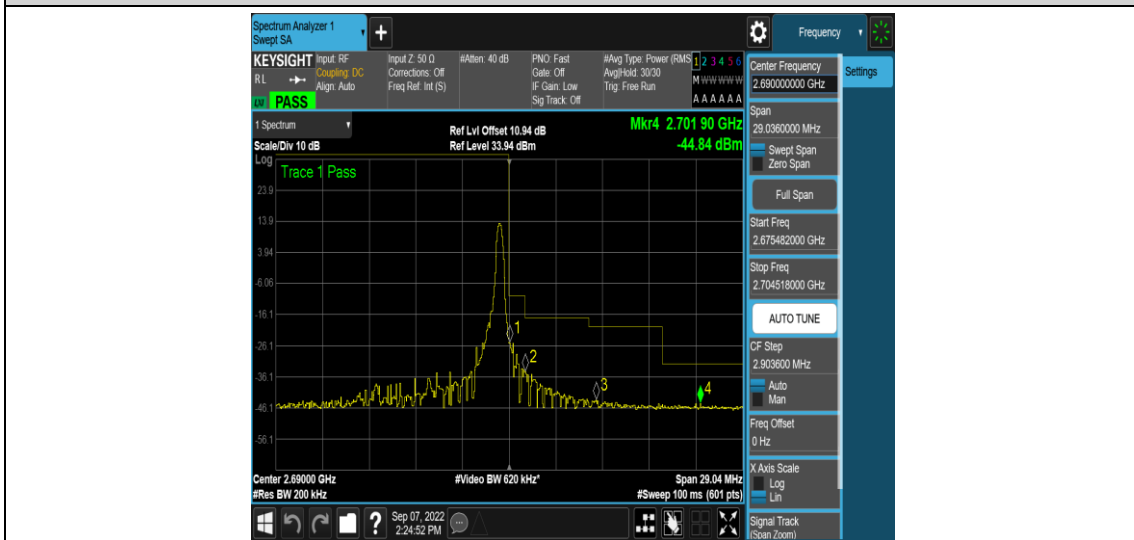 Spectrum Analyzer 1
Swept SA
+
Frequency
KEYSIGHT
RL
Input: RF
Coupling: DC
Align: Auto
Input Z: 50 Ω
Corrections: Off
Freq Ref: Int (S)
#Atten: 40 dB
PNO: Fast
Gate: Off
IF Gain: Low
Sig Track: Off
#Avg Type: Power (RMS
Avg|Hold: 30/30
Trig: Free Run
1 2 3 4 5 6
M W W W W W
A A A A A A
PASS
1 Spectrum
Scale/Div 10 dB
Ref Lvl Offset 10.94 dB
Ref Level 33.94 dBm
Mkr4 2.701 90 GHz
-44.84 dBm
Log
Trace 1 Pass
23.9
13.9
3.94
-6.06
-16.1
-26.1
-36.1
-46.1
-56.1
1
2
3
4
Center 2.69000 GHz
#Res BW 200 kHz
#Video BW 620 kHz*
Span 29.04 MHz
#Sweep 100 ms (601 pts)
Center Frequency
2.690000000 GHz
Settings
Span
29.0360000 MHz
Swept Span
Zero Span
Full Span
Start Freq
2.675482000 GHz
Stop Freq
2.704518000 GHz
AUTO TUNE
CF Step
2.903600 MHz
Auto
Man
Freq Offset
0 Hz
X Axis Scale
Log
Lin
Signal Track
(Span Zoom)
?
Sep 07, 2022
2:24:52 PM